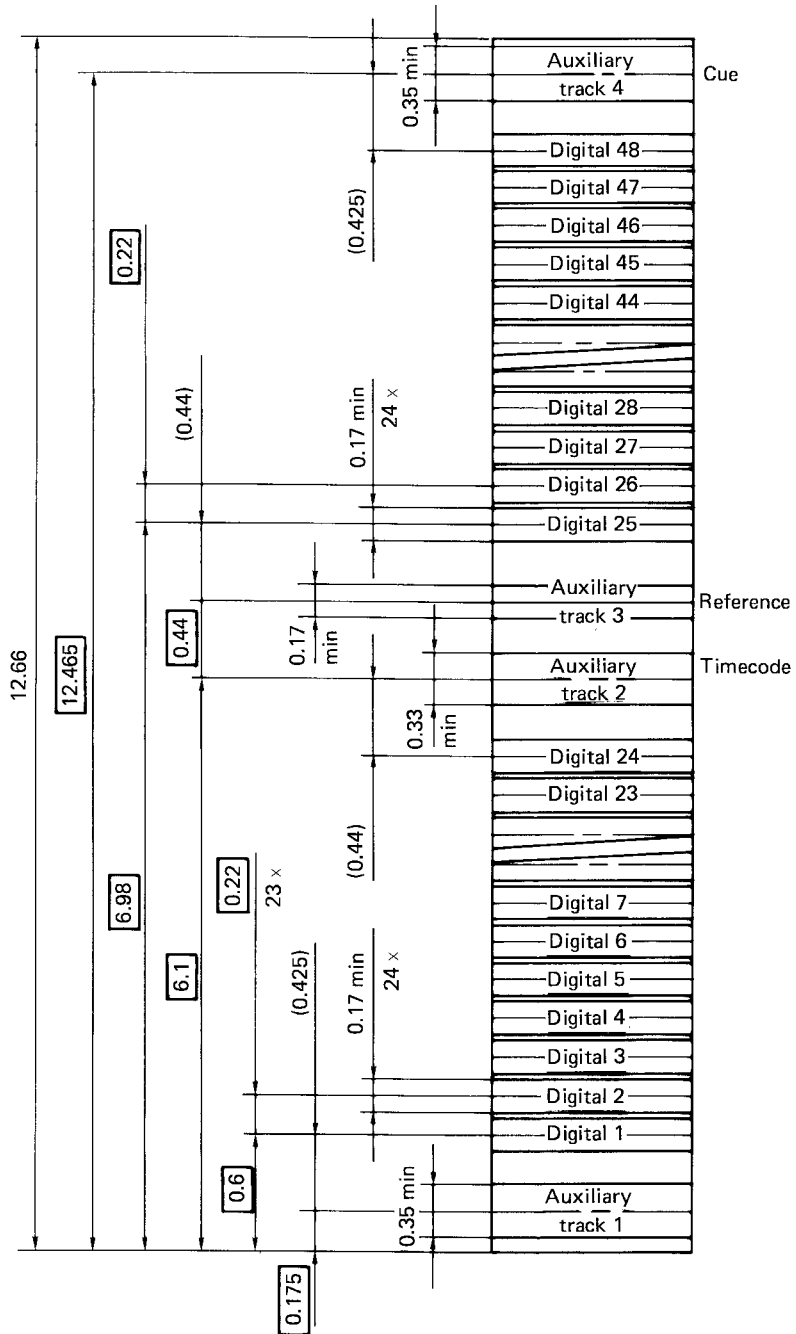 12.66
12.465
6.98
0.22
(0.44)
0.44
6.1
0.22
23 ×
0.6
(0.425)
0.175
0.17
min
0.35 min
(0.425)
0.17 min
24 ×
0.33
min
(0.44)
0.17 min
24 ×
0.35 min
Auxiliary
track 4
Cue
Digital 48
Digital 47
Digital 46
Digital 45
Digital 44
Digital 28
Digital 27
Digital 26
Digital 25
Auxiliary
track 3
Reference
Auxiliary
track 2
Timecode
Digital 24
Digital 23
Digital 7
Digital 6
Digital 5
Digital 4
Digital 3
Digital 2
Digital 1
Auxiliary
track 1